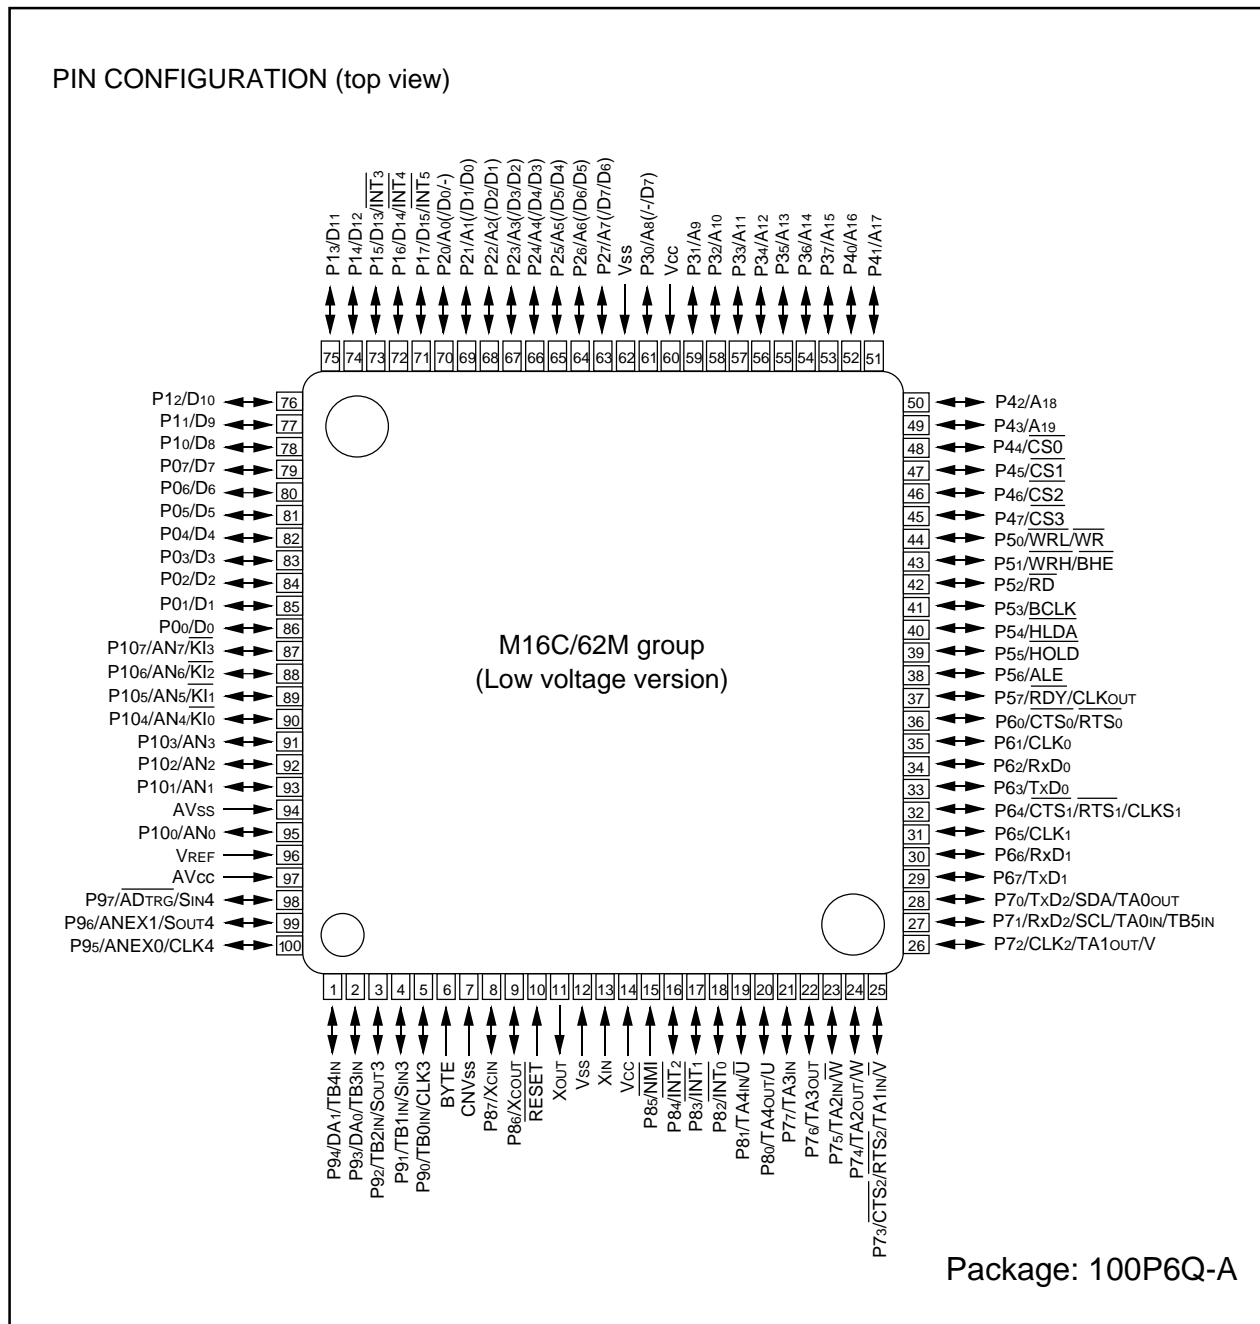 PIN CONFIGURATION (top view)
P13/D11
P14/D12
P15/D13/INT3
P16/D14/INT4
P17/D15/INT5
P20/A0(/D0/-)
P21/A1(/D1/D0)
P22/A2(/D2/D1)
P23/A3(/D3/D2)
P24/A4(/D4/D3)
P25/A5(/D5/D4)
P26/A6(/D6/D5)
P27/A7(/D7/D6)
Vss
P30/A8(/-/D7)
Vcc
P31/A9
P32/A10
P33/A11
P34/A12
P35/A13
P36/A14
P37/A15
P40/A16
P41/A17
75 74 73 72 71 70 69 68 67 66 65 64 63 62 61 60 59 58 57 56 55 54 53 52 51
P12/D10 76
P11/D9 77
P10/D8 78
P07/D7 79
P06/D6 80
P05/D5 81
P04/D4 82
P03/D3 83
P02/D2 84
P01/D1 85
P00/D0 86
P107/AN7/KI3 87
P106/AN6/KI2 88
P105/AN5/KI1 89
P104/AN4/KI0 90
P103/AN3 91
P102/AN2 92
P101/AN1 93
AVSS 94
P100/AN0 95
VREF 96
AVCC 97
P97/ADTRG/SIN4 98
P96/ANEX1/SOUT4 99
P95/ANEX0/CLK4 100
M16C/62M group
(Low voltage version)
50 P42/A18
49 P43/A19
48 P44/CS0
47 P45/CS1
46 P46/CS2
45 P47/CS3
44 P50/WRL/WR
43 P51/WRH/BHE
42 P52/RD
41 P53/BCLK
40 P54/HLDA
39 P55/HOLD
38 P56/ALE
37 P57/RDY/CLKOUT
36 P60/CTS0/RTS0
35 P61/CLK0
34 P62/RxD0
33 P63/TXD0
32 P64/CTS1/RTS1/CLKS1
31 P65/CLK1
30 P66/RxD1
29 P67/TXD1
28 P70/TXD2/SDA/TA0OUT
27 P71/RxD2/SCL/TA0IN/TB5IN
26 P72/CLK2/TA1OUT/V
1 2 3 4 5 6 7 8 9 10 11 12 13 14 15 16 17 18 19 20 21 22 23 24 25
P94/DA1/TB4IN
P93/DA0/TB3IN
P92/TB2IN/SOUT3
P91/TB1IN/SIN3
P90/TB0IN/CLK3
BYTE
CNVSS
P87/XCIN
P86/XCOUT
RESET
XOUT
VSS
XIN
VCC
P85/NMI
P84/INT2
P83/INT1
P82/INT0
P81/TA4IN/U
P80/TA4OUT/U
P77/TA3IN
P76/TA3OUT
P75/TA2IN/W
P74/TA2OUT/W
P73/CTS2/RTS2/TA1IN/V
Package: 100P6Q-A